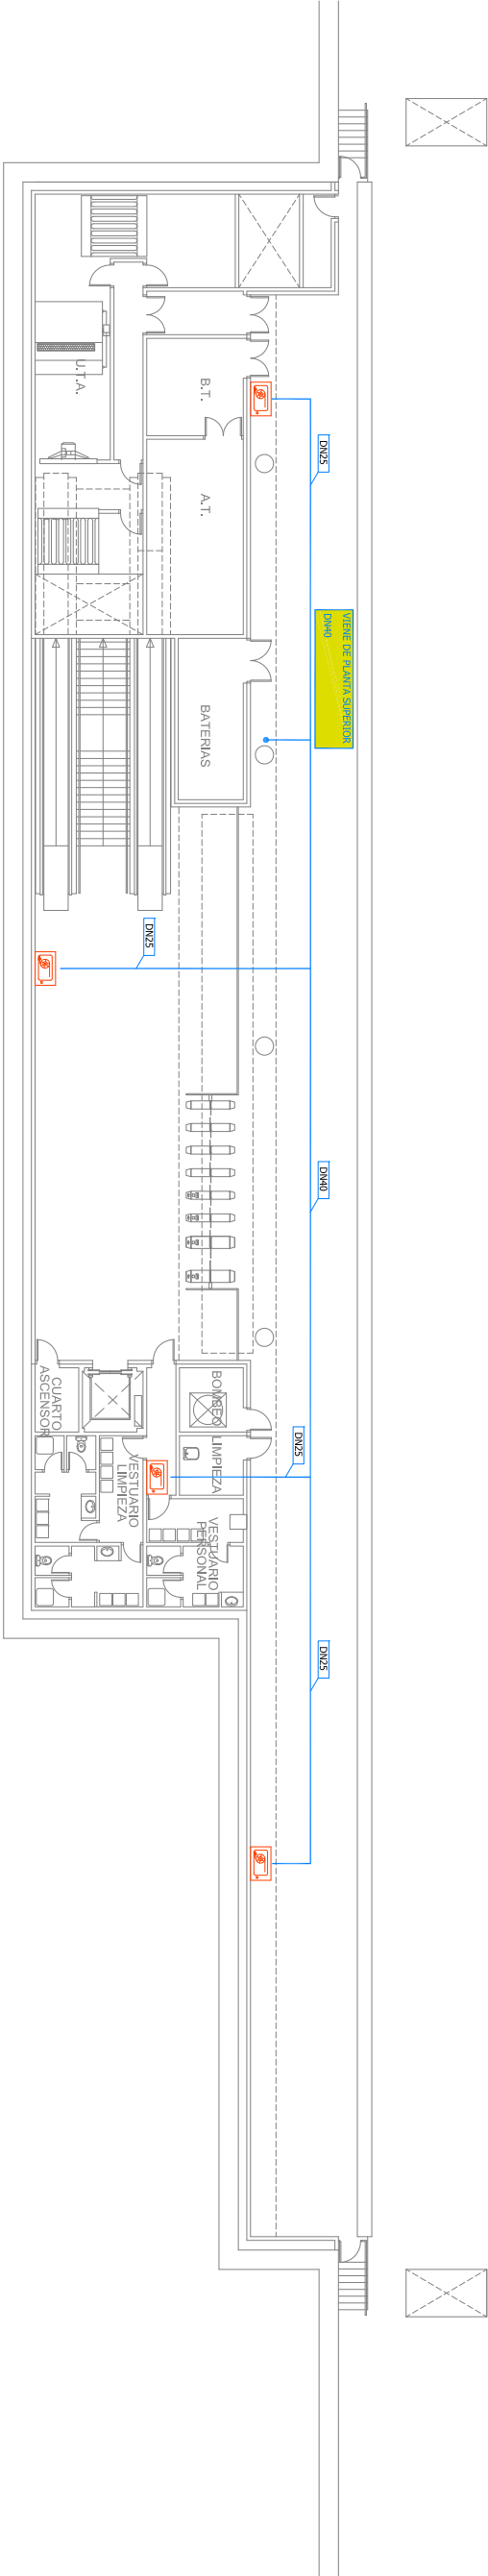 DN25
VIENE DE PLANTA SUPERIOR
DN40
U.T.A.
B.T.
A.T.
BATERIAS
DN25
DN40
DN25
BOMBEO
LIMPIEZA
CUARTO
ASCENSOR
VESTUARIO
LIMPIEZA
VESTUARIO
PERSONAL
DN25